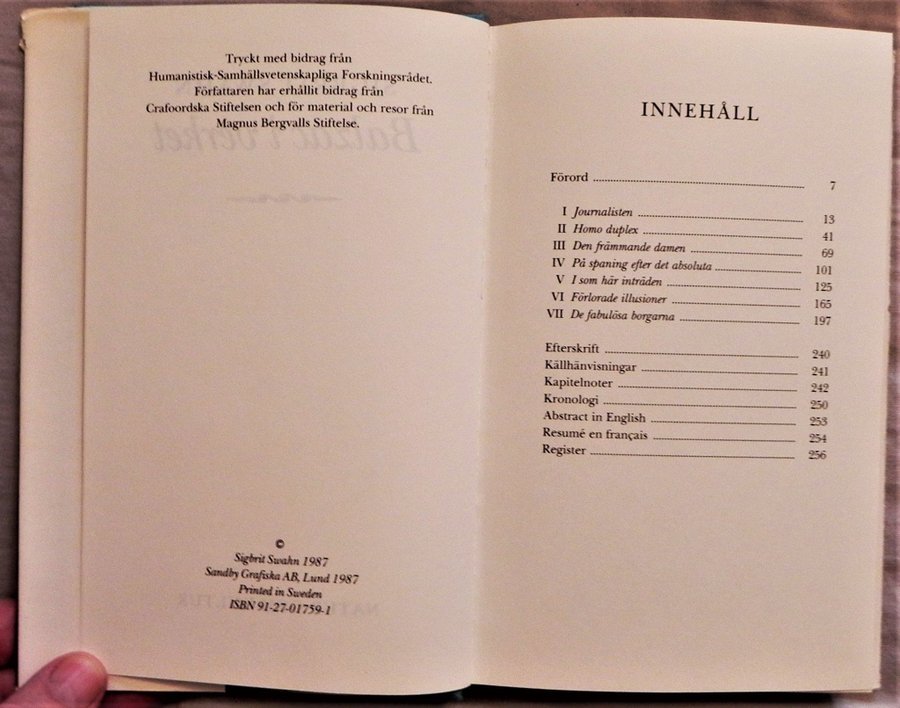 Tryckt med bidrag från
Humanistisk-Samhällsvetenskapliga Forskningsrådet.
Författaren har erhållit bidrag från
Crafoordska Stiftelsen och för material och resor från
Magnus Bergvalls Stiftelse.
Balzac i verket
©
Sigbrit Swahn 1987
Sandby Grafiska AB, Lund 1987
Printed in Sweden
ISBN 91-27-01759-1
INNEHÅLL
Förord 7
I Journalisten 13
II Homo duplex 41
III Den främmande damen 69
IV På spaning efter det absoluta 101
V I som här inträden 125
VI Förlorade illusioner 165
VII De fabulösa borgarna 197
Efterskrift 240
Källhänvisningar 241
Kapitelnoter 242
Kronologi 250
Abstract in English 253
Resumé en français 254
Register 256